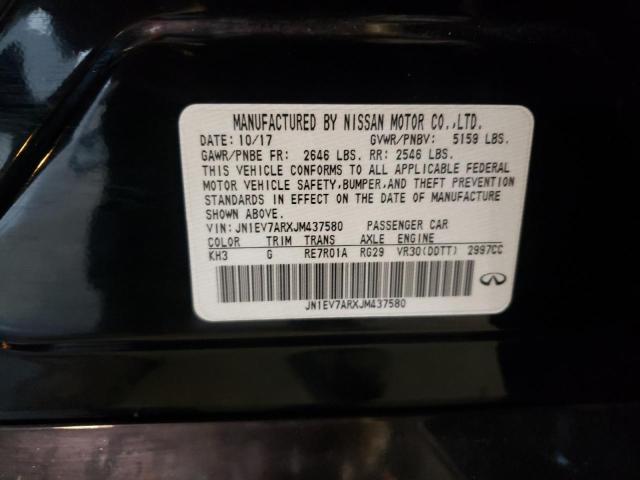 MANUFACTURED BY NISSAN MOTOR CO.,LTD.
DATE: 10/17 GVWR/PNBV: 5159 LBS.
GAWR/PNBE FR: 2646 LBS. RR: 2546 LBS.
THIS VEHICLE CONFORMS TO ALL APPLICABLE FEDERAL
MOTOR VEHICLE SAFETY,BUMPER,AND THEFT PREVENTION
STANDARDS IN EFFECT ON THE DATE OF MANUFACTURE
SHOWN ABOVE.
VIN: JN1EV7ARXJM437580 PASSENGER CAR
COLOR TRIM TRANS AXLE ENGINE
KH3 G RE7R01A RG29 VR30(DDTT) 2997CC
JN1EV7ARXJM437580